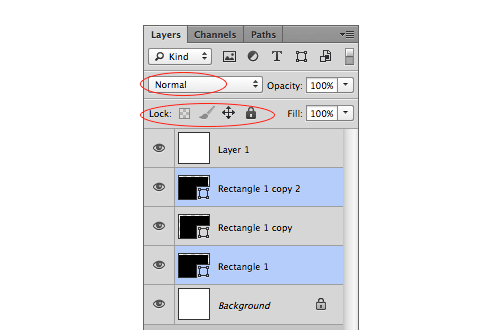 Layers Channels Paths
Kind
Normal Opacity: 100%
Lock: Fill: 100%
Layer 1
Rectangle 1 copy 2
Rectangle 1 copy
Rectangle 1
Background